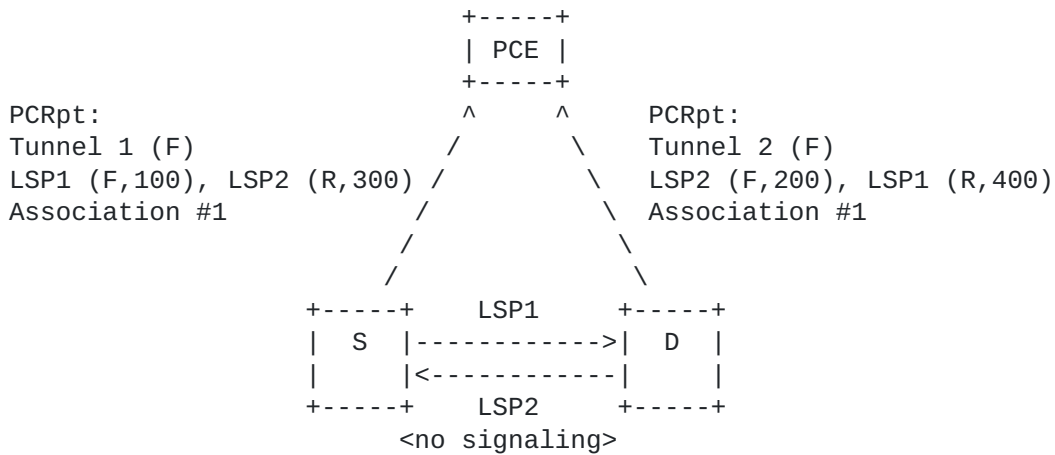 PCE
PCRpt:
Tunnel 1 (F)
LSP1 (F,100), LSP2 (R,300)
Association #1
PCRpt:
Tunnel 2 (F)
LSP2 (F,200), LSP1 (R,400)
Association #1
LSP1
S
D
LSP2
<no signaling>